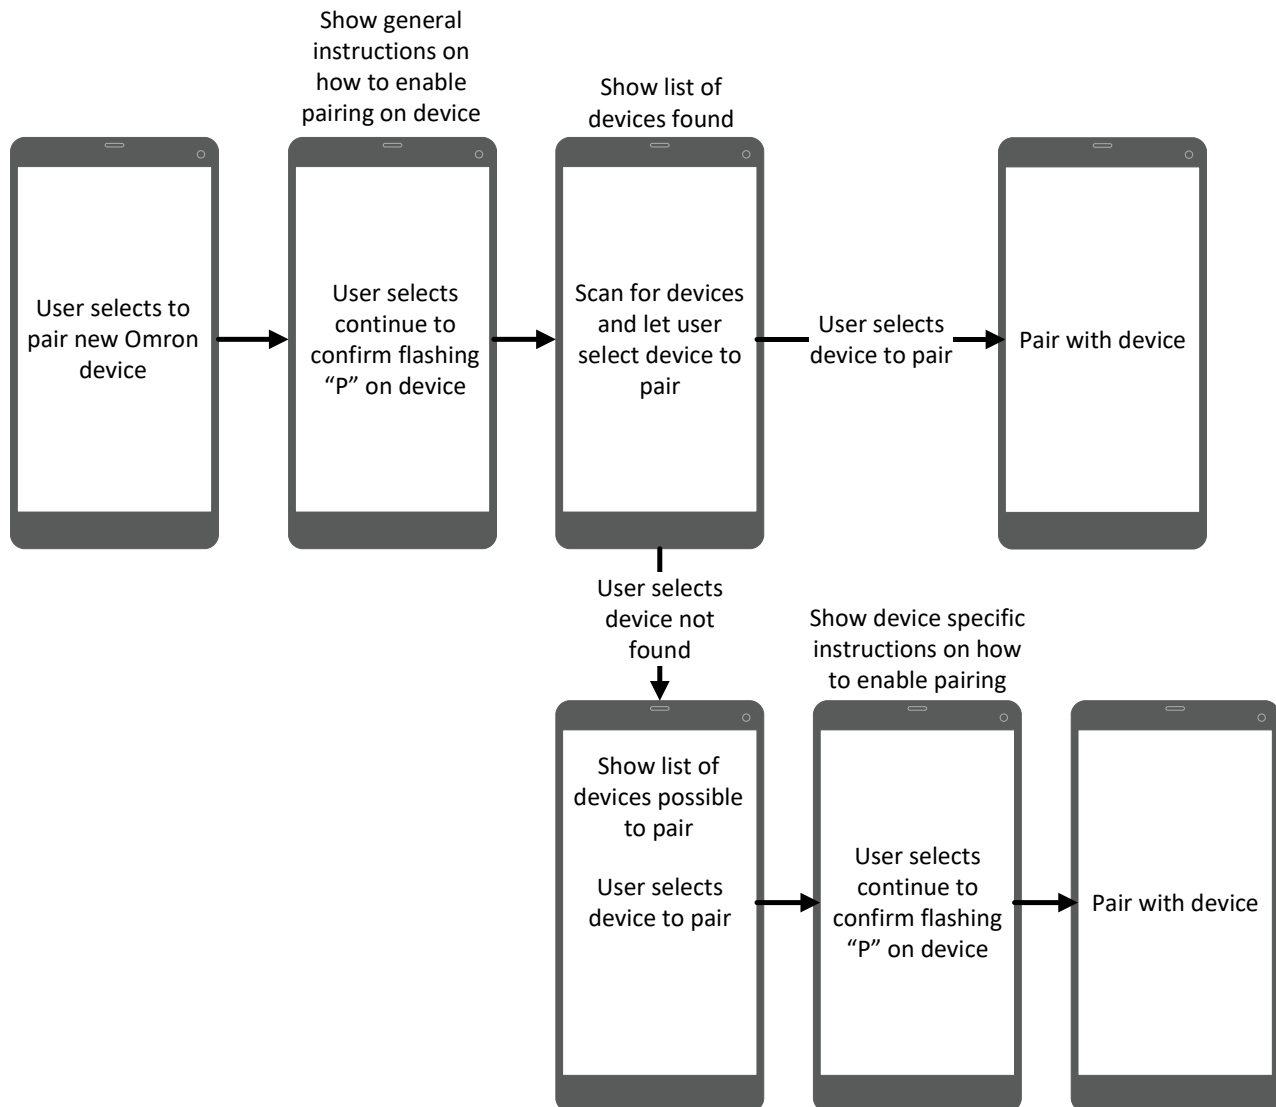 Show general
instructions on
how to enable
pairing on device
Show list of
devices found
User selects to
pair new Omron
device
User selects
continue to
confirm flashing
“P” on device
Scan for devices
and let user
select device to
pair
User selects
device to pair
Pair with device
User selects
device not
found
Show device specific
instructions on how
to enable pairing
Show list of
devices possible
to pair
User selects
device to pair
User selects
continue to
confirm flashing
“P” on device
Pair with device